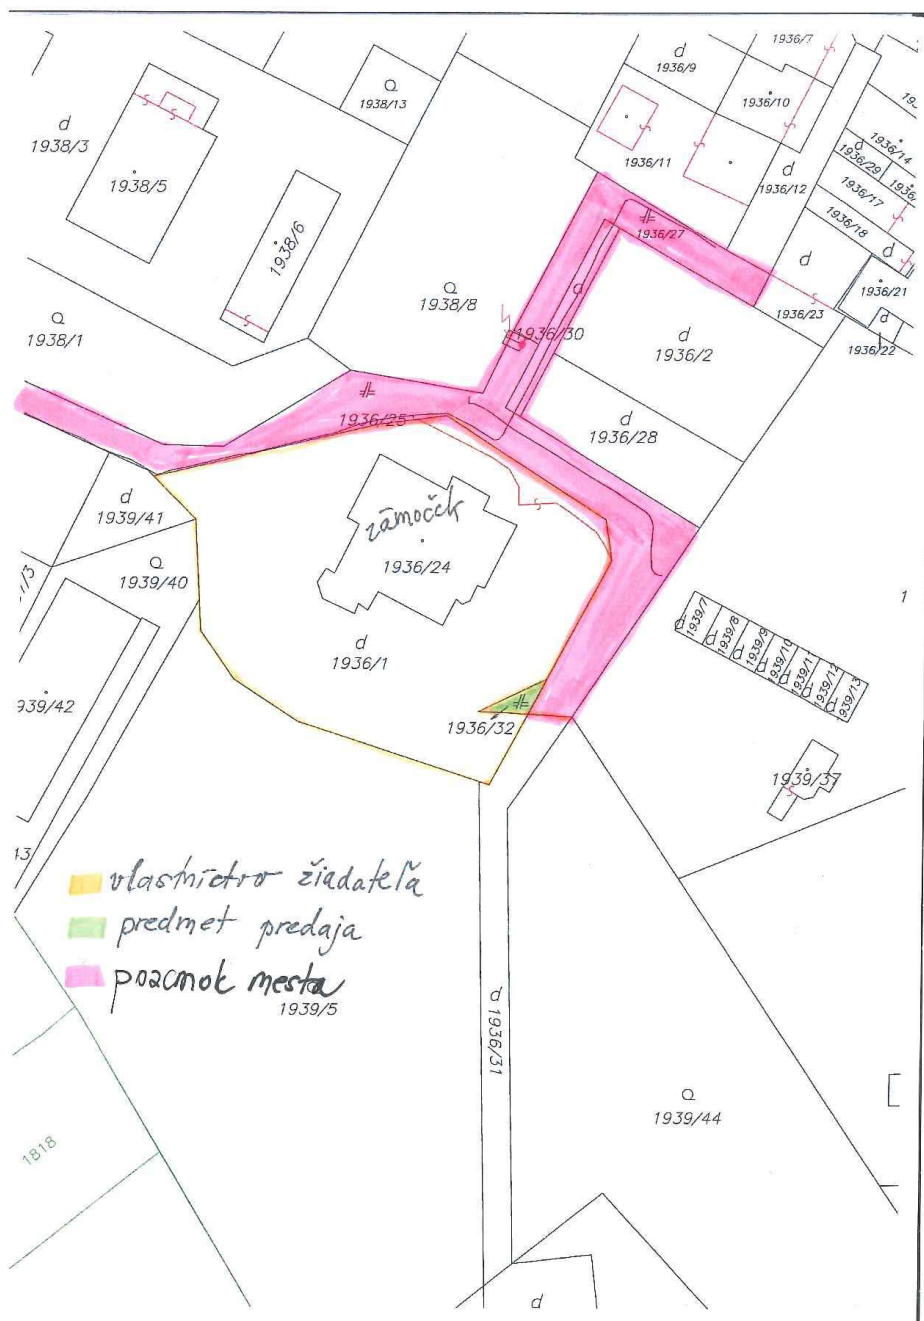 1936/7
d
1936/9
Q
1938/13
1936/10
d
1938/3
1936/14
d
1936/29
1938/5
1936/11
d
1936/12
1936/17
1936/18
1938/6
1936/27
d
d
1936/21
Q
1938/8
d
1936/23
d
1936/22
Q
1938/1
1936/30
d
1936/2
1936/25
d
1936/28
zámoček
d
1939/41
1936/24
Q
1939/40
d
1936/1
d 1939/7
d 1939/8
d 1939/9
d 1939/10
d 1939/11
d 1939/12
d 1939/13
939/42
1936/32
1939/37
vlastníctvo žiadateľa
predmet predaja
pozemok mesta
1939/5
d 1936/31
Q
1939/44
1818
d